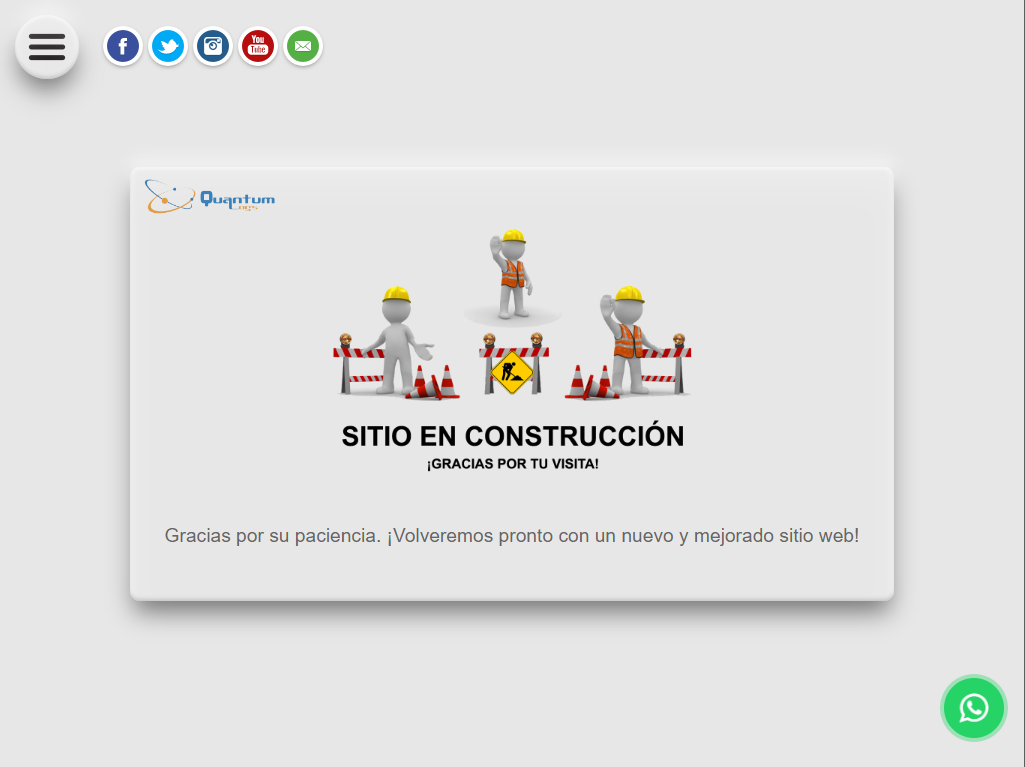 You
Tube
Quantum
Logs
SITIO EN CONSTRUCCIÓN
¡GRACIAS POR TU VISITA!
Gracias por su paciencia. ¡Volveremos pronto con un nuevo y mejorado sitio web!